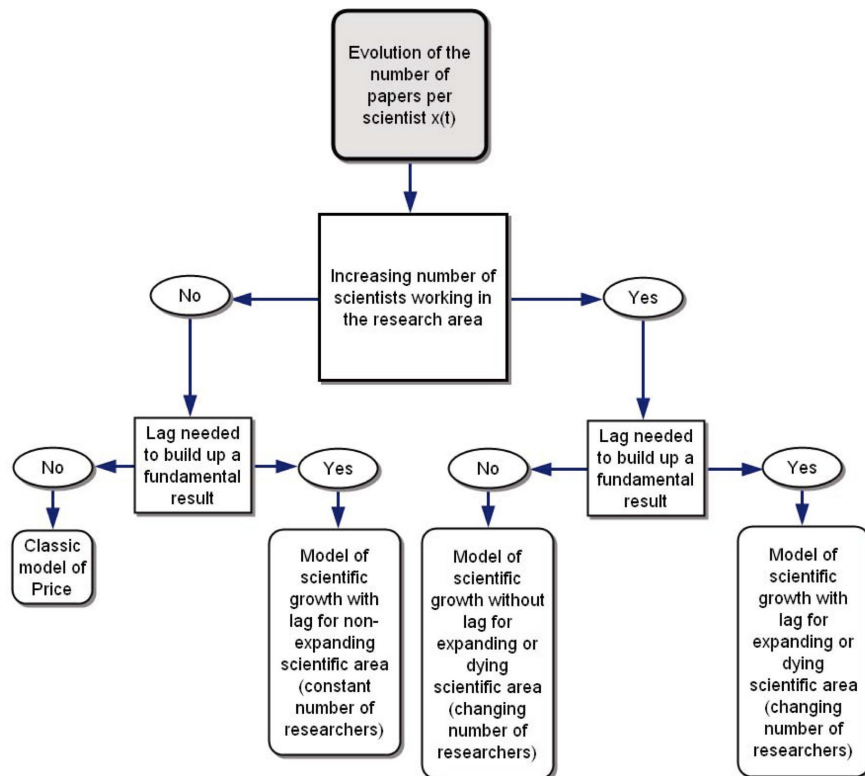 Evolution of the
number of
papers per
scientist x(t)
Increasing number of
scientists working in
the research area
No
Yes
Lag needed
to build up a
fundamental
result
No
Yes
Lag needed
to build up a
fundamental
result
No
Yes
Classic
model of
Price
Model of
scientific
growth with
lag for non-
expanding
scientific area
(constant
number of
researchers)
Model of
scientific
growth without
lag for
expanding or
dying
scientific area
(changing
number of
researchers)
Model of
scientific
growth with
lag for
expanding or
dying
scientific area
(changing
number of
researchers)